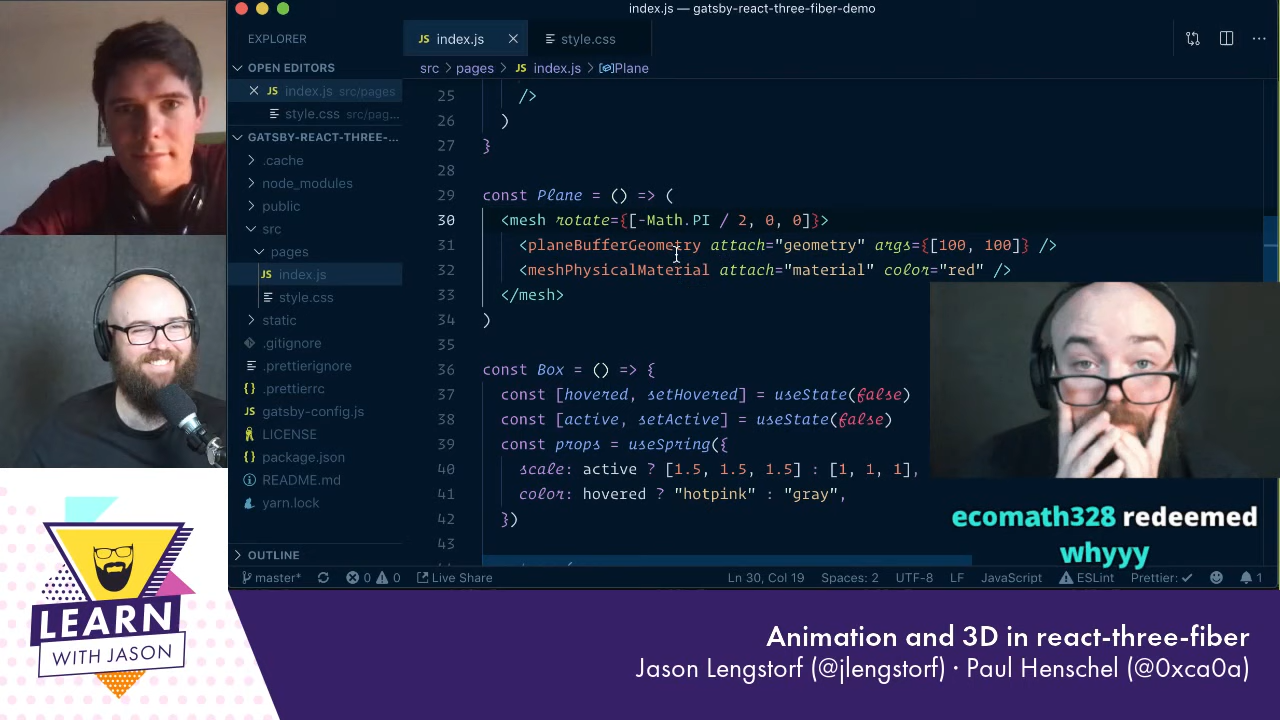 index.js — gatsby-react-three-fiber-demo
EXPLORER
OPEN EDITORS
index.js src/pages
style.css src/pag...
GATSBY-REACT-THREE-...
.cache
node_modules
public
src
pages
index.js
style.css
static
.gitignore
.prettierignore
.prettierrc
gatsby-config.js
LICENSE
package.json
README.md
yarn.lock
OUTLINE
JS index.js
style.css
src > pages > JS index.js > Plane
25 />
26 )
27 }
28
29 const Plane = () => (
30 <mesh rotate={[-Math.PI / 2, 0, 0]}>
31 <planeBufferGeometry attach="geometry" args={[100, 100]} />
32 <meshPhysicalMaterial attach="material" color="red" />
33 </mesh>
34 )
35
36 const Box = () => {
37 const [hovered, setHovered] = useState(false)
38 const [active, setActive] = useState(false)
39 const props = useSpring({
40 scale: active ? [1.5, 1.5, 1.5] : [1, 1, 1],
41 color: hovered ? "hotpink" : "gray",
42 })
43
ecomath328 redeemed
whyyy
master* 0 0 Live Share Ln 30, Col 19 Spaces: 2 UTF-8 LF JavaScript ESLint Prettier: ✓ 1
LEARN
WITH JASON
Animation and 3D in react-three-fiber
Jason Lengstorf (@jlengstorf) · Paul Henschel (@0xca0a)